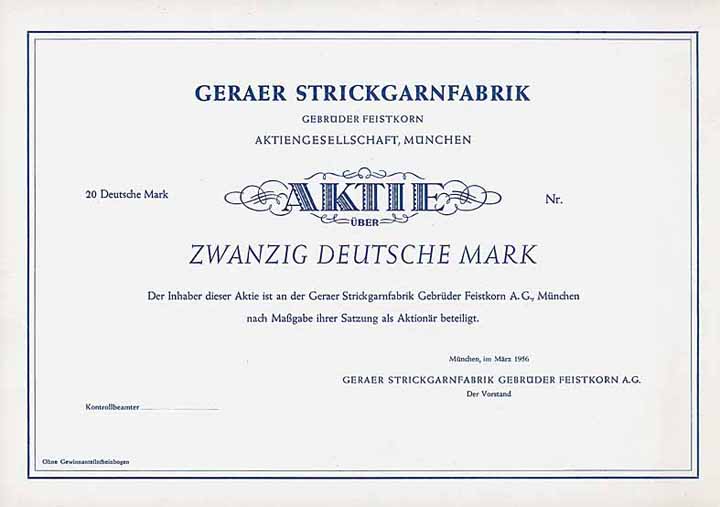 GERAER STRICKGARNFABRIK
GEBRÜDER FEISTKORN
AKTIENGESELLSCHAFT, MÜNCHEN
20 Deutsche Mark
AKTIE
Nr.
ÜBER
ZWANZIG DEUTSCHE MARK
Der Inhaber dieser Aktie ist an der Geraer Strickgarnfabrik Gebrüder Feistkorn A.G., München
nach Maßgabe ihrer Satzung als Aktionär beteiligt.
München, im März 1956
GERAER STRICKGARNFABRIK GEBRÜDER FEISTKORN A.G.
Der Vorstand
Kontrollbeamter
Ohne Gewinnanteilscheinbogen